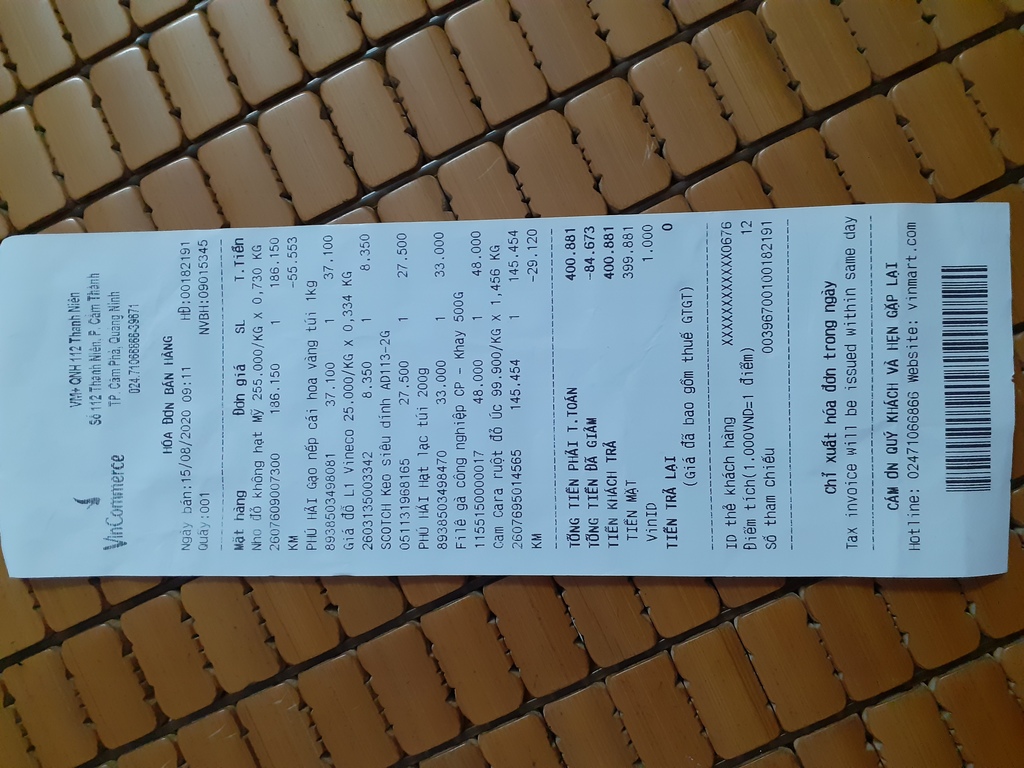 VinCommerce
VM+ QNH 112 Thanh Niên
Số 112 Thanh Niên, P. Cẩm Thành
TP. Cẩm Phả, Quảng Ninh
024.71066866-39671
HÓA ĐƠN BÁN HÀNG
Ngày bán:15/08/2020 09:11 HĐ:00182191
Quầy:001 NVBH:09015345
Mặt hàng Đơn giá SL T.Tiền
Nho đỏ không hạt Mỹ 255.000/KG X 0,730 KG
2607609007300 186.150 1 186.150
KM -55.553
PHÚ HẢI Gạo nếp cái hoa vàng túi 1kg
8938503498081 37.100 1 37.100
Giá đỗ L1 Vineco 25.000/KG X 0,334 KG
2603135003342 8.350 1 8.350
SCOTCH Keo siêu dính AD113-2G
051131968165 27.500 1 27.500
PHÚ HẢI Hạt lạc túi 200g
8938503498470 33.000 1 33.000
Filê gà công nghiệp CP - Khay 500G
1155150000017 48.000 1 48.000
Cam Cara ruột đỏ Úc 99.900/KG X 1,456 KG
2607695014565 145.454 1 145.454
KM -29.120
TỔNG TIỀN PHẢI T.TOÁN 400.881
TỔNG TIỀN ĐÃ GIẢM -84.673
TIỀN KHÁCH TRẢ 400.881
TIỀN MẶT 399.881
VinID 1.000
TIỀN TRẢ LẠI 0
(Giá đã bao gồm thuế GTGT)
ID thẻ khách hàng XXXXXXXXXXXX0676
Điểm tích(1.000VND=1 điểm) 12
Số tham chiếu 00396700100182191
Chỉ xuất hóa đơn trong ngày
Tax invoice will be issued within same day
CẢM ƠN QUÝ KHÁCH VÀ HẸN GẶP LẠI
Hotline: 02471066866 Website: vinmart.com